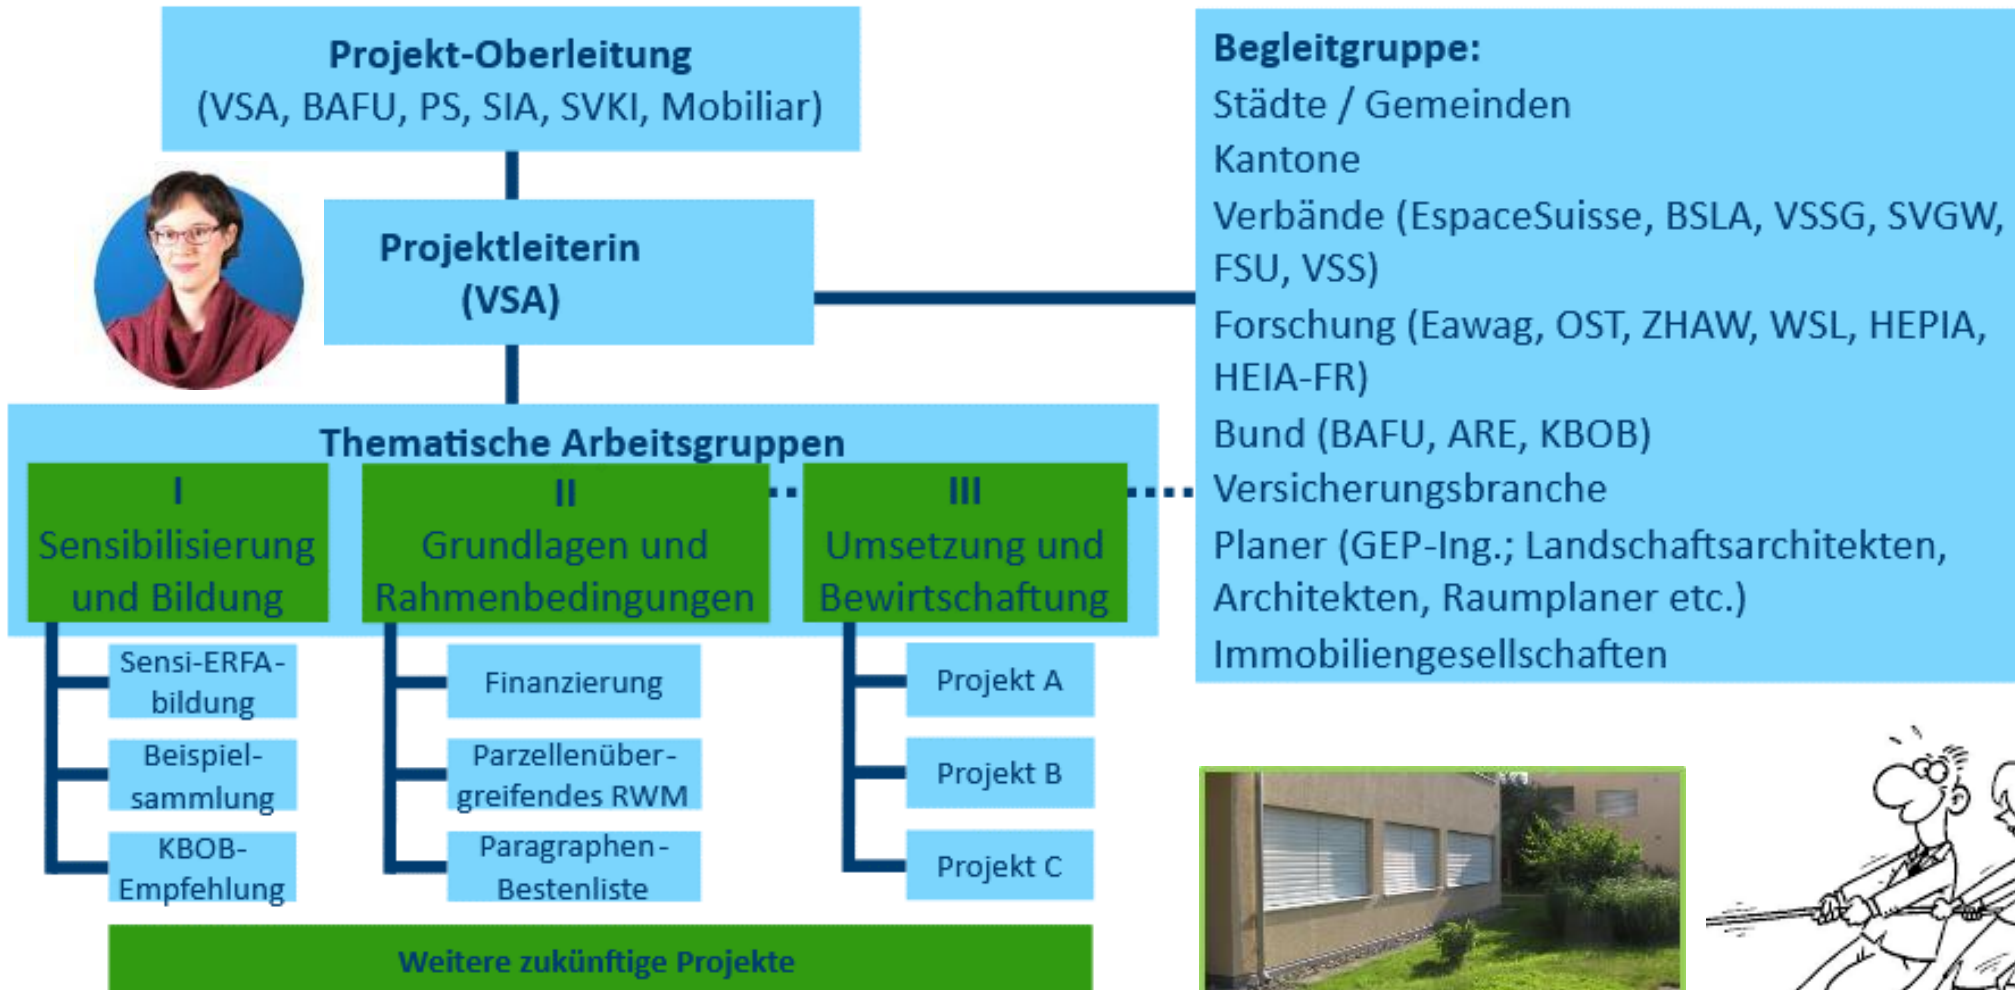 Projekt-Oberleitung
(VSA, BAFU, PS, SIA, SVKI, Mobiliar)
Projektleiterin
(VSA)
Begleitgruppe:
Städte / Gemeinden
Kantone
Verbände (EspaceSuisse, BSLA, VSSG, SVGW,
FSU, VSS)
Forschung (Eawag, OST, ZHAW, WSL, HEPIA,
HEIA-FR)
Bund (BAFU, ARE, KBOB)
Versicherungsbranche
Planer (GEP-Ing.; Landschaftsarchitekten,
Architekten, Raumplaner etc.)
Immobiliengesellschaften
Thematische Arbeitsgruppen
I
Sensibilisierung
und Bildung
Sensi-ERFA-
bildung
Beispiel-
sammlung
KBOB-
Empfehlung
II
Grundlagen und
Rahmenbedingungen
Finanzierung
Parzellenüber-
greifendes RWM
Paragraphen-
Bestenliste
III
Umsetzung und
Bewirtschaftung
Projekt A
Projekt B
Projekt C
Weitere zukünftige Projekte